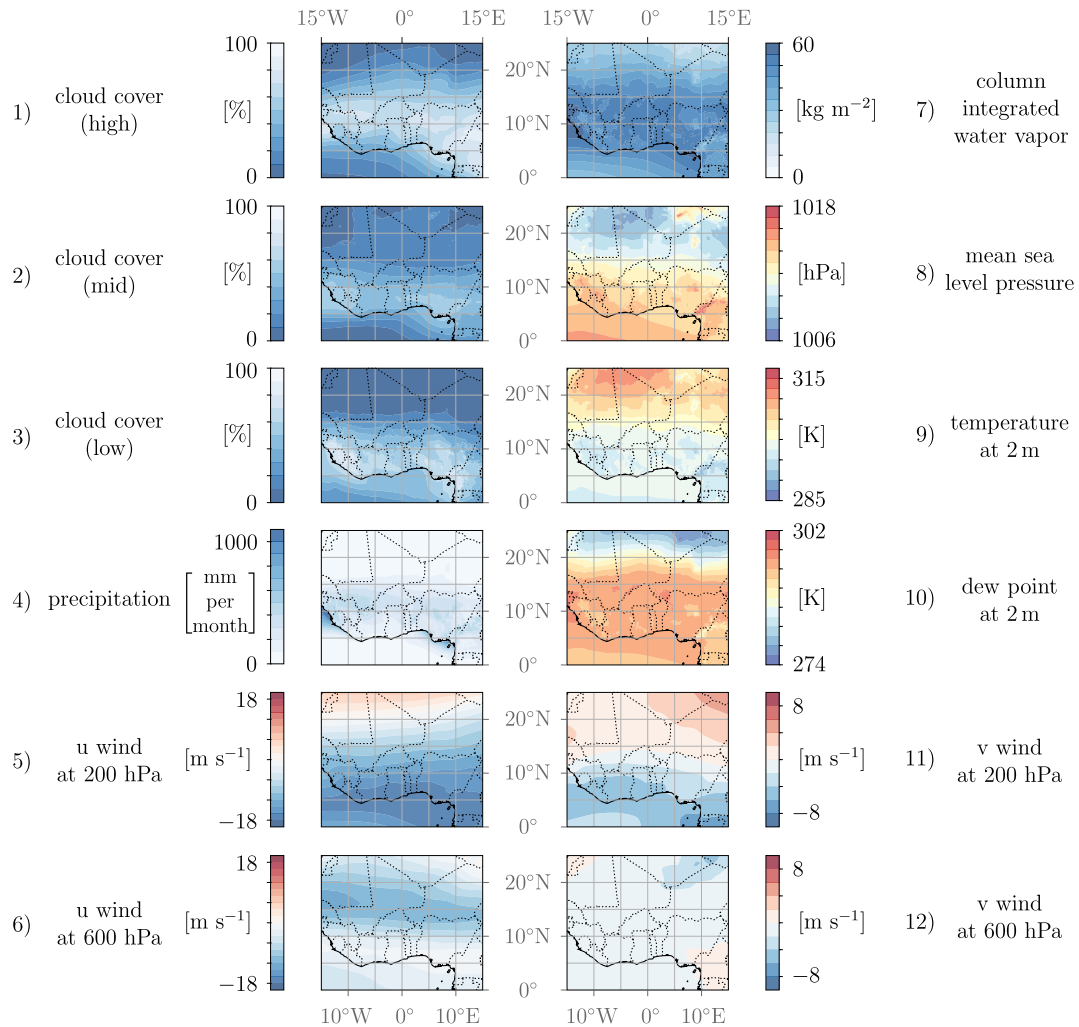 15°W 0° 15°E 15°W 0° 15°E
1)
cloud cover
(high)
[%]
100
0
20°N
10°N
0°
60
0
[kg m−2]
7)
column
integrated
water vapor
2)
cloud cover
(mid)
[%]
100
0
20°N
10°N
0°
1018
1006
[hPa]
8)
mean sea
level pressure
3)
cloud cover
(low)
[%]
100
0
20°N
10°N
0°
315
285
[K]
9)
temperature
at 2 m
4)
precipitation
[mm
per
month]
1000
0
20°N
10°N
0°
302
274
[K]
10)
dew point
at 2 m
5)
u wind
at 200 hPa
[m s−1]
18
−18
20°N
10°N
0°
8
−8
[m s−1]
11)
v wind
at 200 hPa
6)
u wind
at 600 hPa
[m s−1]
18
−18
20°N
10°N
0°
8
−8
[m s−1]
12)
v wind
at 600 hPa
10°W 0° 10°E 10°W 0° 10°E